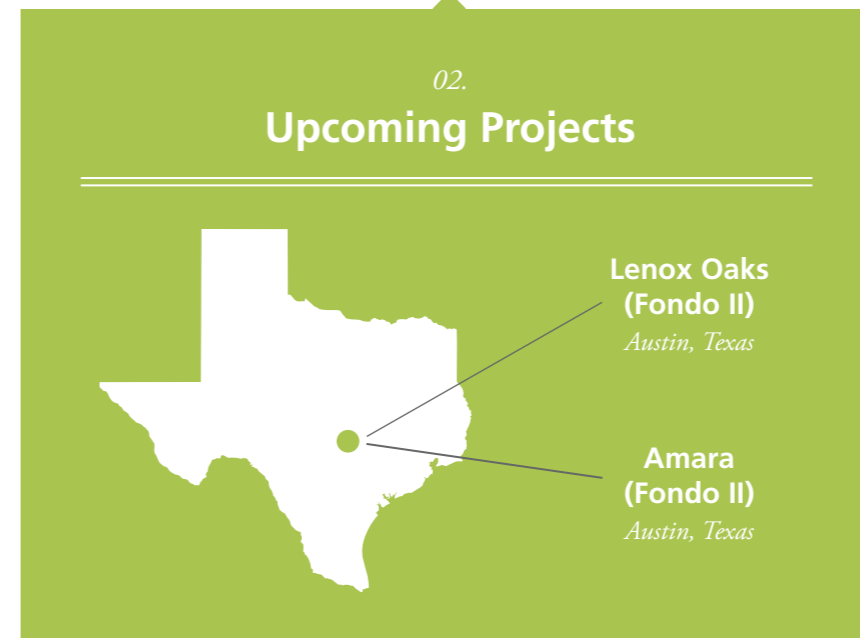 02.
Upcoming Projects
Lenox Oaks
(Fondo II)
Austin, Texas
Amara
(Fondo II)
Austin, Texas